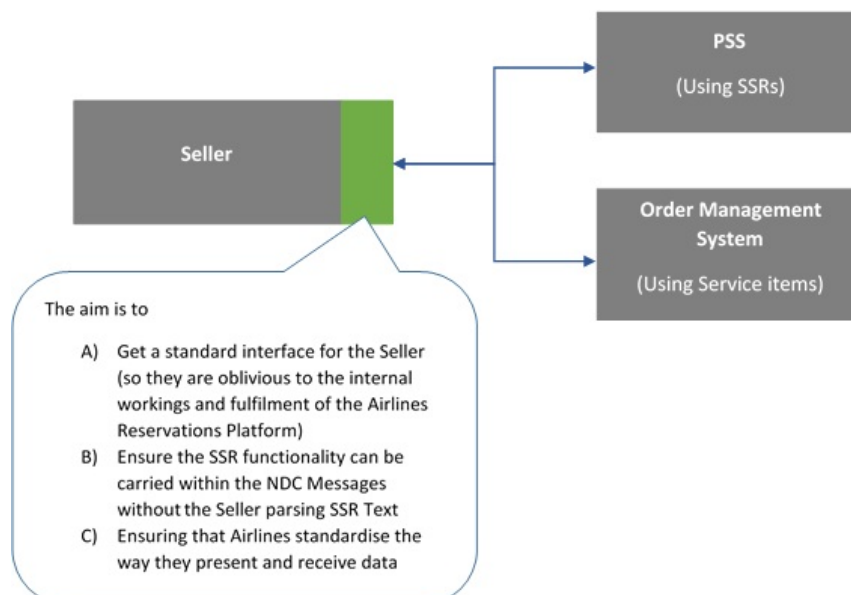 PSS
(Using SSRs)
Seller
Order Management
System
(Using Service items)
The aim is to
A) Get a standard interface for the Seller
(so they are oblivious to the internal
workings and fulfilment of the Airlines
Reservations Platform)
B) Ensure the SSR functionality can be
carried within the NDC Messages
without the Seller parsing SSR Text
C) Ensuring that Airlines standardise the
way they present and receive data